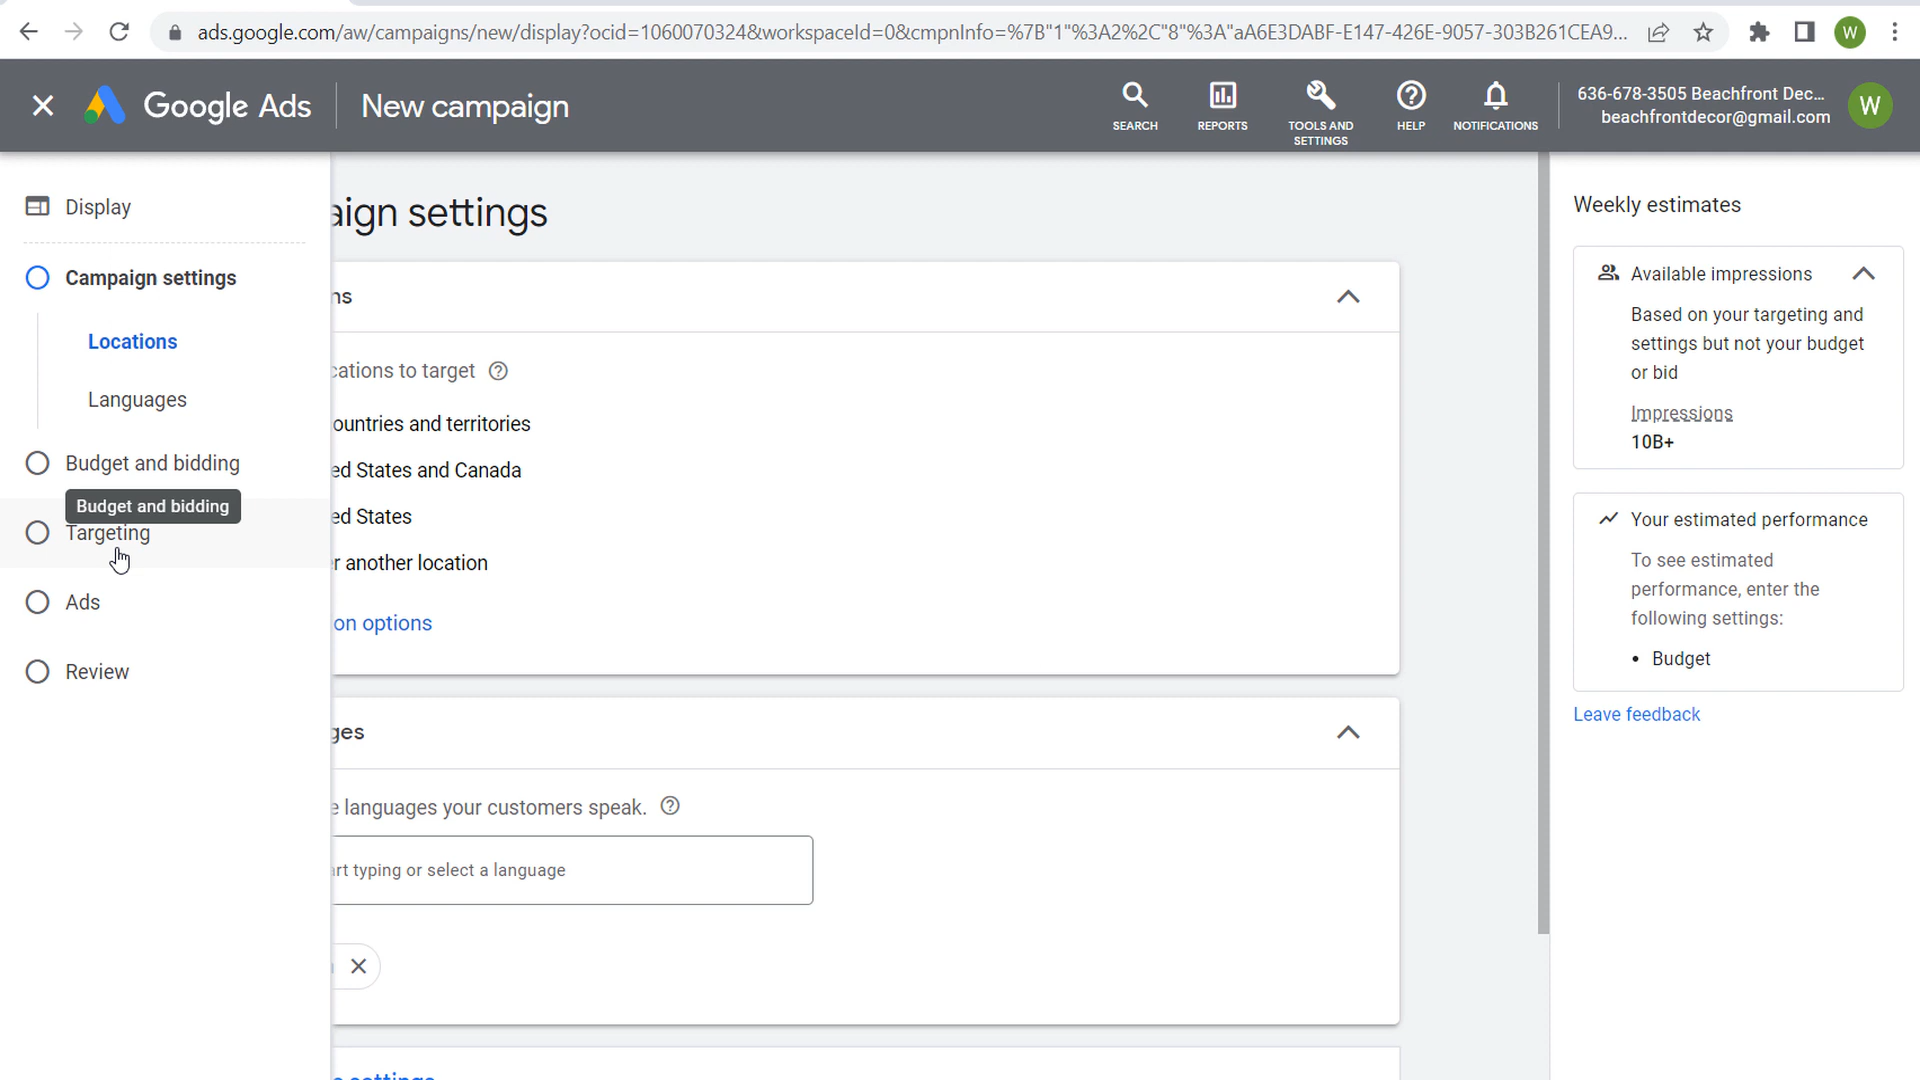 ads.google.com/aw/campaigns/new/display?ocid=1060070324&workspaceId=0&cmpnInfo=%7B"1"%3A2%2C"8"%3A"aA6E3DABF-E147-426E-9057-303B261CEA9...
W
Google Ads
New campaign
SEARCH
REPORTS
TOOLS AND
SETTINGS
HELP
NOTIFICATIONS
636-678-3505 Beachfront Dec...
beachfrontdecor@gmail.com
W
Display
Campaign settings
Locations
Languages
Budget and bidding
Budget and bidding
Targeting
Ads
Review
aign settings
ns
cations to target
ountries and territories
ed States and Canada
ed States
r another location
on options
ges
e languages your customers speak.
rt typing or select a language
e settings
Weekly estimates
Available impressions
Based on your targeting and
settings but not your budget
or bid
Impressions
10B+
Your estimated performance
To see estimated
performance, enter the
following settings:
• Budget
Leave feedback